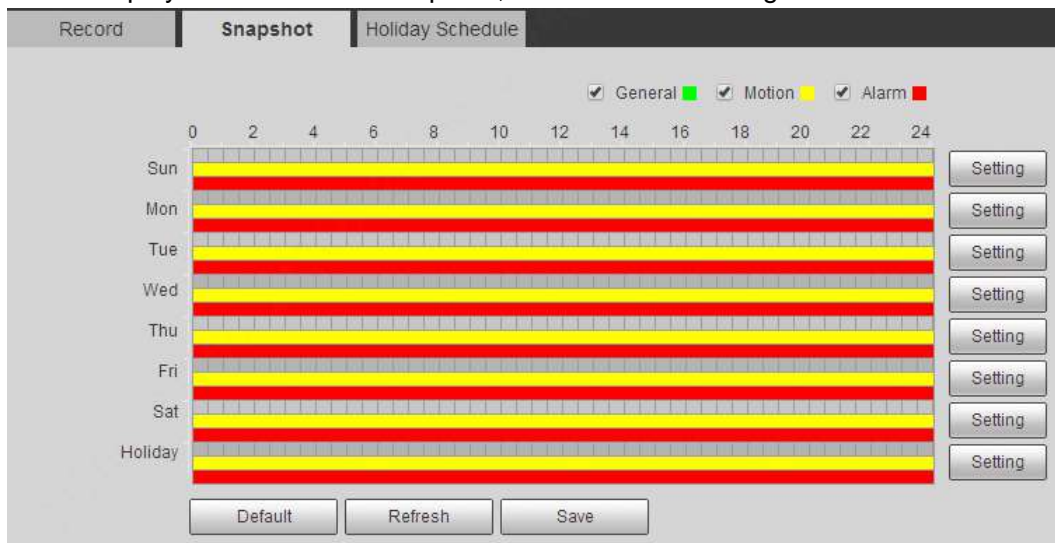 Record Snapshot Holiday Schedule
General Motion Alarm
0 2 4 6 8 10 12 14 16 18 20 22 24
Sun Setting
Mon Setting
Tue Setting
Wed Setting
Thu Setting
Fri Setting
Sat Setting
Holiday Setting
Default Refresh Save